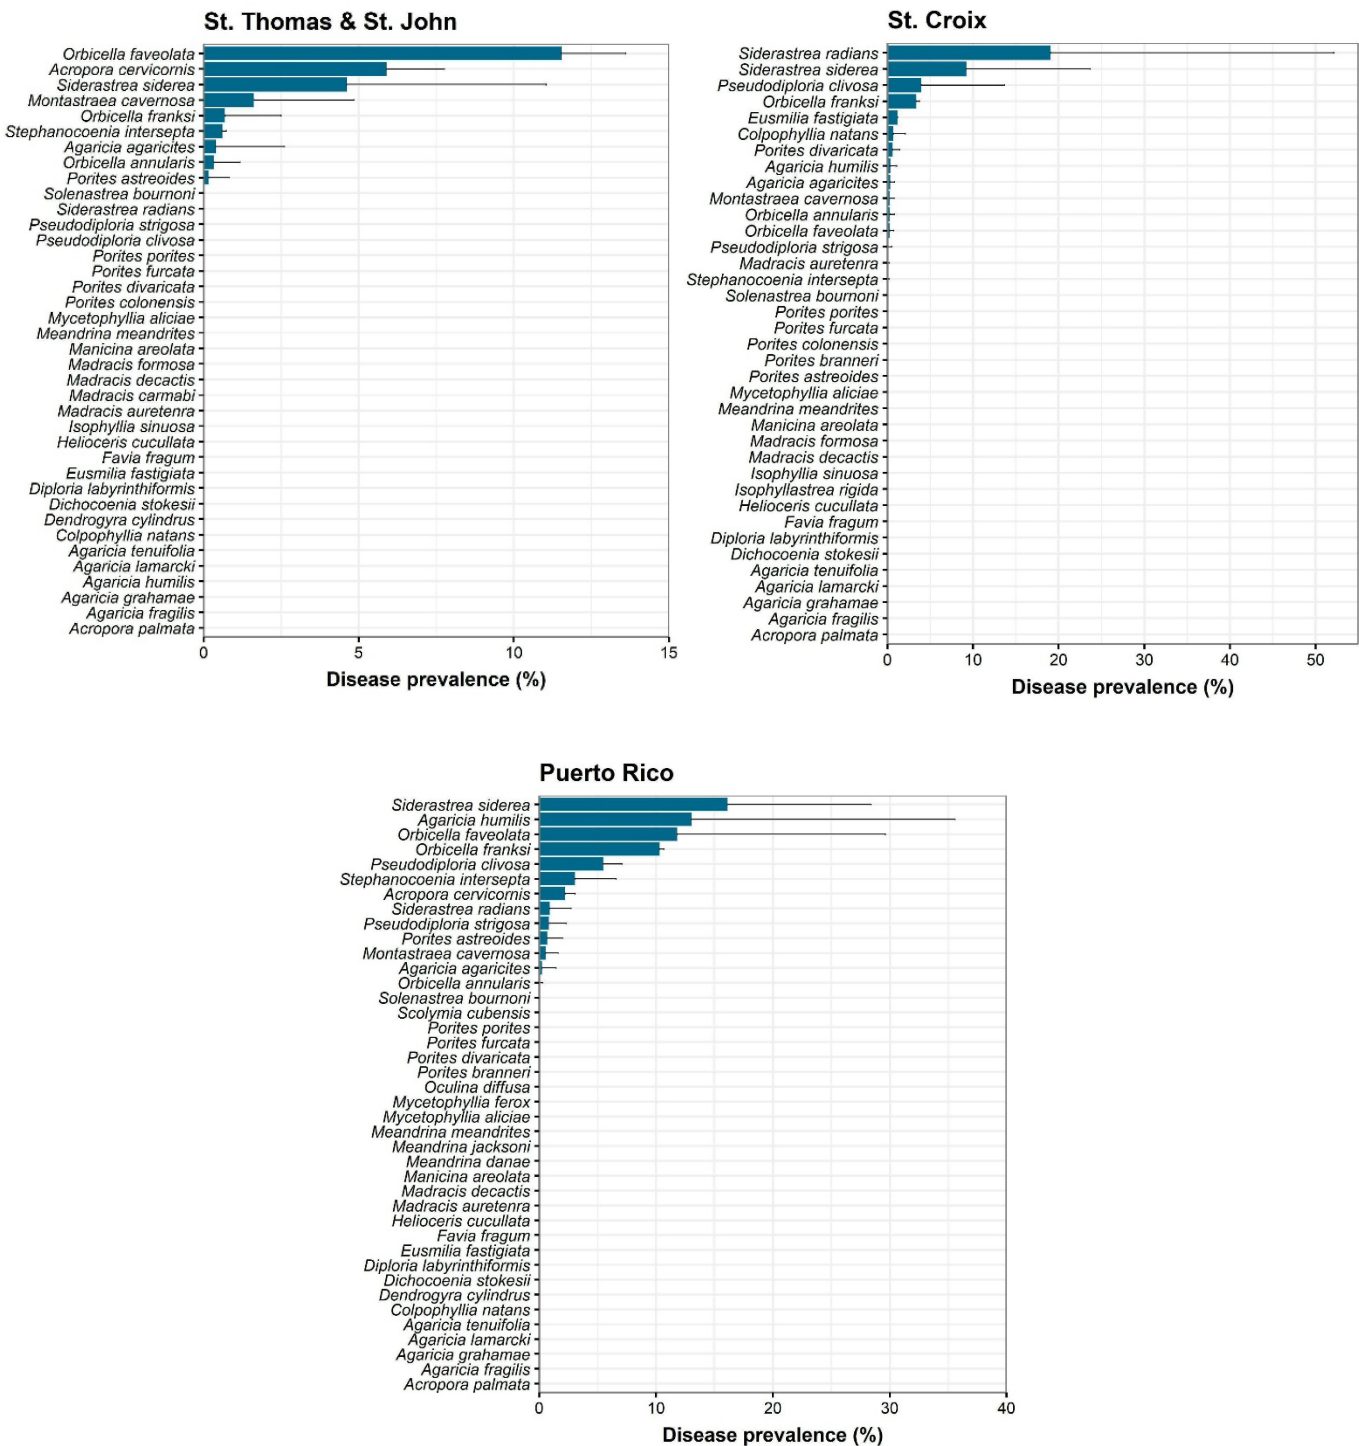 St. Thomas & St. John
Orbicella faveolata
Acropora cervicornis
Siderastrea siderea
Montastraea cavernosa
Orbicella franksi
Stephanocoenia intersepta
Agaricia agaricites
Orbicella annularis
Porites astreoides
Solenastrea bournoni
Siderastrea radians
Pseudodiploria strigosa
Pseudodiploria clivosa
Porites porites
Porites furcata
Porites divaricata
Porites colonensis
Mycetophyllia aliciae
Meandrina meandrites
Manicina areolata
Madracis formosa
Madracis decactis
Madracis carmabi
Madracis auretenra
Isophyllia sinuosa
Helioceris cucullata
Favia fragum
Eusmilia fastigiata
Diploria labyrinthiformis
Dichocoenia stokesii
Dendrogyra cylindrus
Colpophyllia natans
Agaricia tenuifolia
Agaricia lamarcki
Agaricia humilis
Agaricia grahamae
Agaricia fragilis
Acropora palmata
0 5 10 15
Disease prevalence (%)
St. Croix
Siderastrea radians
Siderastrea siderea
Pseudodiploria clivosa
Orbicella franksi
Eusmilia fastigiata
Colpophyllia natans
Porites divaricata
Agaricia humilis
Agaricia agaricites
Montastraea cavernosa
Orbicella annularis
Orbicella faveolata
Pseudodiploria strigosa
Madracis auretenra
Stephanocoenia intersepta
Solenastrea bournoni
Porites porites
Porites furcata
Porites colonensis
Porites branneri
Porites astreoides
Mycetophyllia aliciae
Meandrina meandrites
Manicina areolata
Madracis formosa
Madracis decactis
Isophyllia sinuosa
Isophyllastrea rigida
Helioceris cucullata
Favia fragum
Diploria labyrinthiformis
Dichocoenia stokesii
Agaricia tenuifolia
Agaricia lamarcki
Agaricia grahamae
Agaricia fragilis
Acropora palmata
0 10 20 30 40 50
Disease prevalence (%)
Puerto Rico
Siderastrea siderea
Agaricia humilis
Orbicella faveolata
Orbicella franksi
Pseudodiploria clivosa
Stephanocoenia intersepta
Acropora cervicornis
Siderastrea radians
Pseudodiploria strigosa
Porites astreoides
Montastraea cavernosa
Agaricia agaricites
Orbicella annularis
Solenastrea bournoni
Scolymia cubensis
Porites porites
Porites furcata
Porites divaricata
Porites branneri
Oculina diffusa
Mycetophyllia ferox
Mycetophyllia aliciae
Meandrina meandrites
Meandrina jacksoni
Meandrina danae
Manicina areolata
Madracis decactis
Madracis auretenra
Helioceris cucullata
Favia fragum
Eusmilia fastigiata
Diploria labyrinthiformis
Dichocoenia stokesii
Dendrogyra cylindrus
Colpophyllia natans
Agaricia tenuifolia
Agaricia lamarcki
Agaricia grahamae
Agaricia fragilis
Acropora palmata
0 10 20 30 40
Disease prevalence (%)